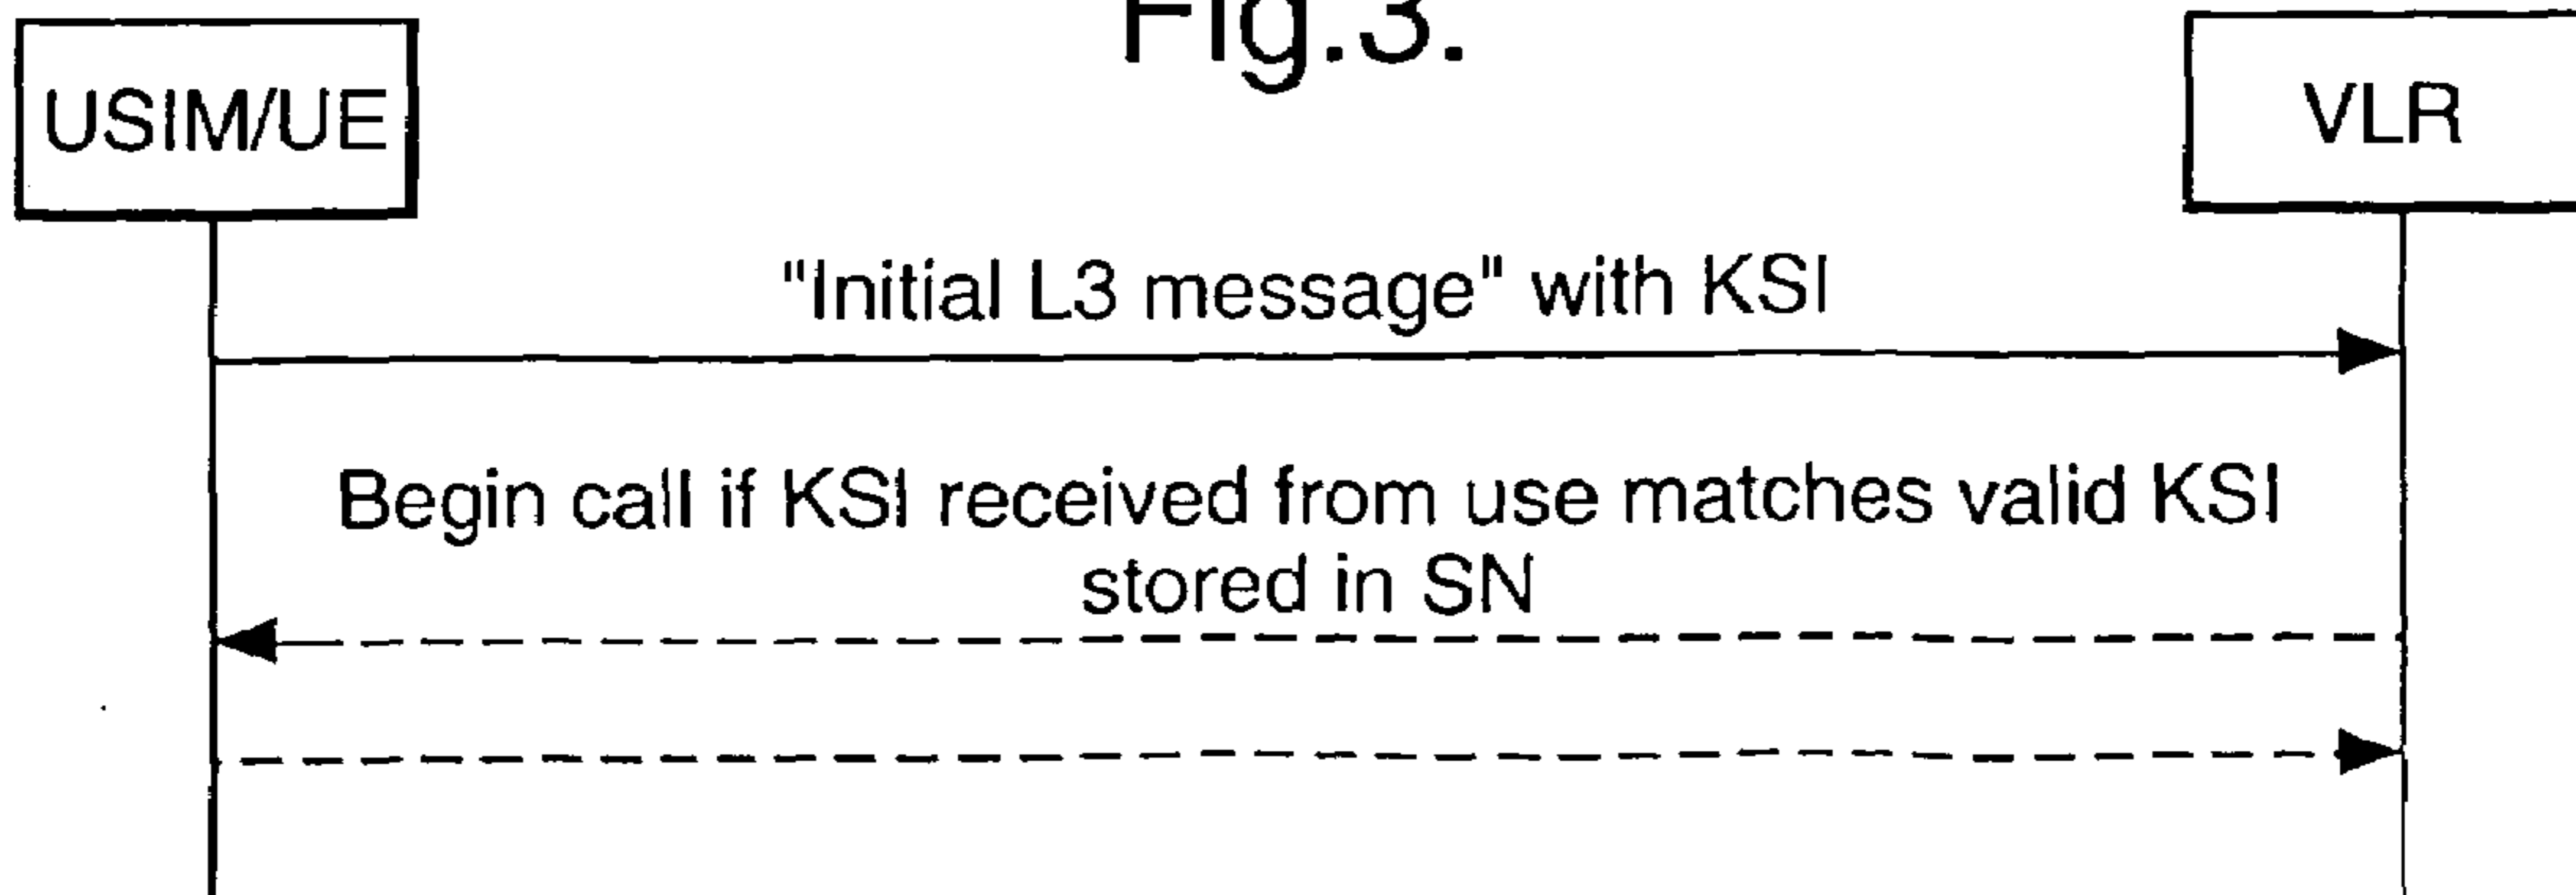 Fig.3.
USIM/UE
VLR
"Initial L3 message" with KSI
Begin call if KSI received from use matches valid KSI
stored in SN